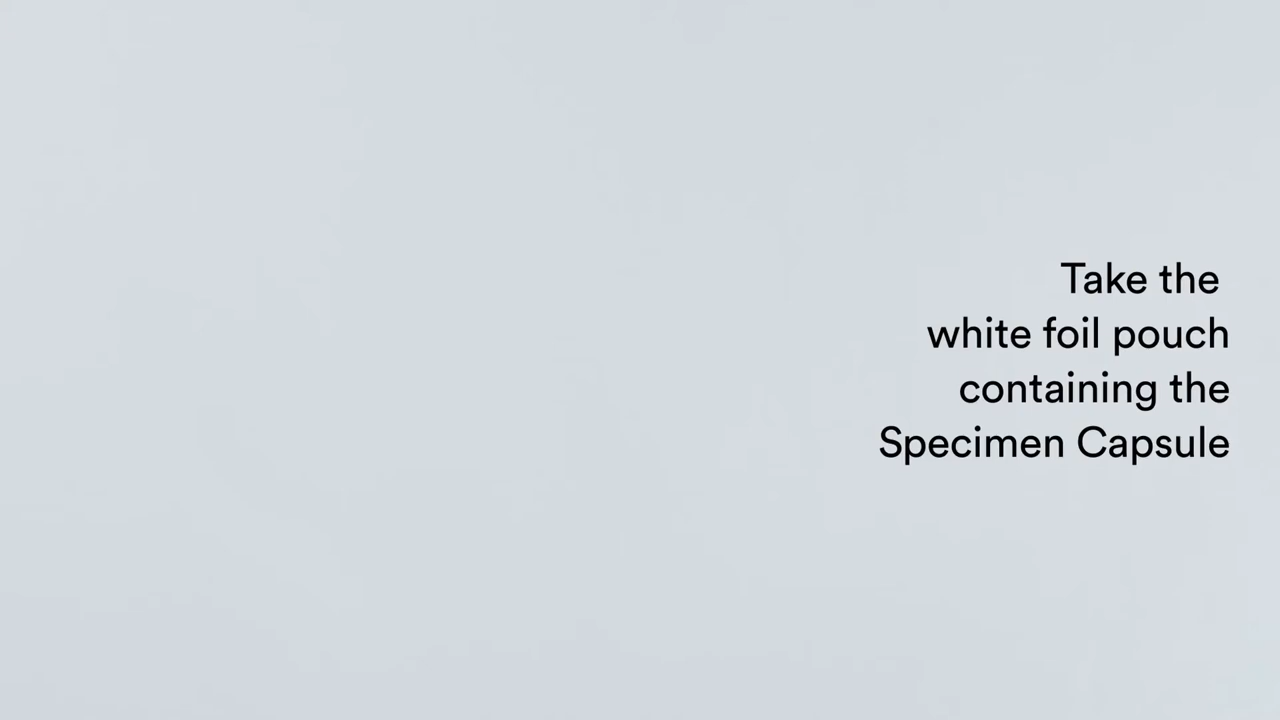 Take the
white foil pouch
containing the
Specimen Capsule